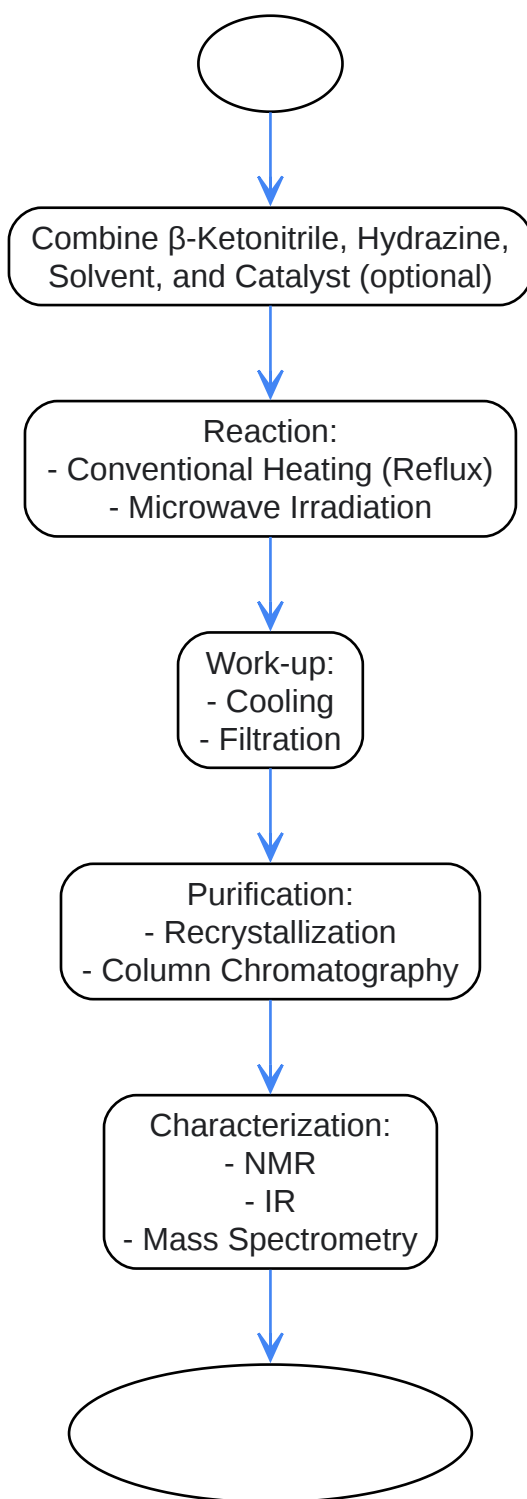 Combine β-Ketonitrile, Hydrazine,
Solvent, and Catalyst (optional)
Reaction:
- Conventional Heating (Reflux)
- Microwave Irradiation
Work-up:
- Cooling
- Filtration
Purification:
- Recrystallization
- Column Chromatography
Characterization:
- NMR
- IR
- Mass Spectrometry